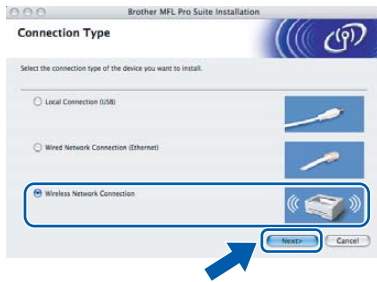 Brother MFL Pro Suite Installation
Connection Type
Select the connection type of the device you want to install.
Local Connection (USB)
Wired Network Connection (Ethernet)
Wireless Network Connection
Next> Cancel